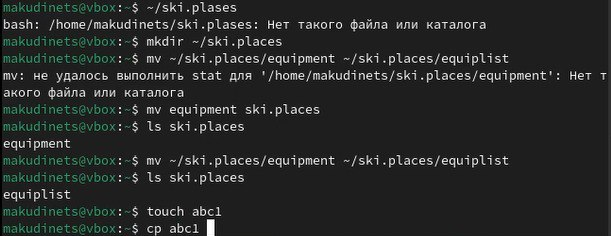 makudinets@vbox:~$ ~/ski.plases
bash: /home/makudinets/ski.plases: Нет такого файла или каталога
makudinets@vbox:~$ mkdir ~/ski.places
makudinets@vbox:~$ mv ~/ski.places/equipment ~/ski.places/equiplist
mv: не удалось выполнить stat для '/home/makudinets/ski.places/equipment': Нет т
акого файла или каталога
makudinets@vbox:~$ mv equipment ski.places
makudinets@vbox:~$ ls ski.places
equipment
makudinets@vbox:~$ mv ~/ski.places/equipment ~/ski.places/equiplist
makudinets@vbox:~$ ls ski.places
equiplist
makudinets@vbox:~$ touch abc1
makudinets@vbox:~$ cp abc1